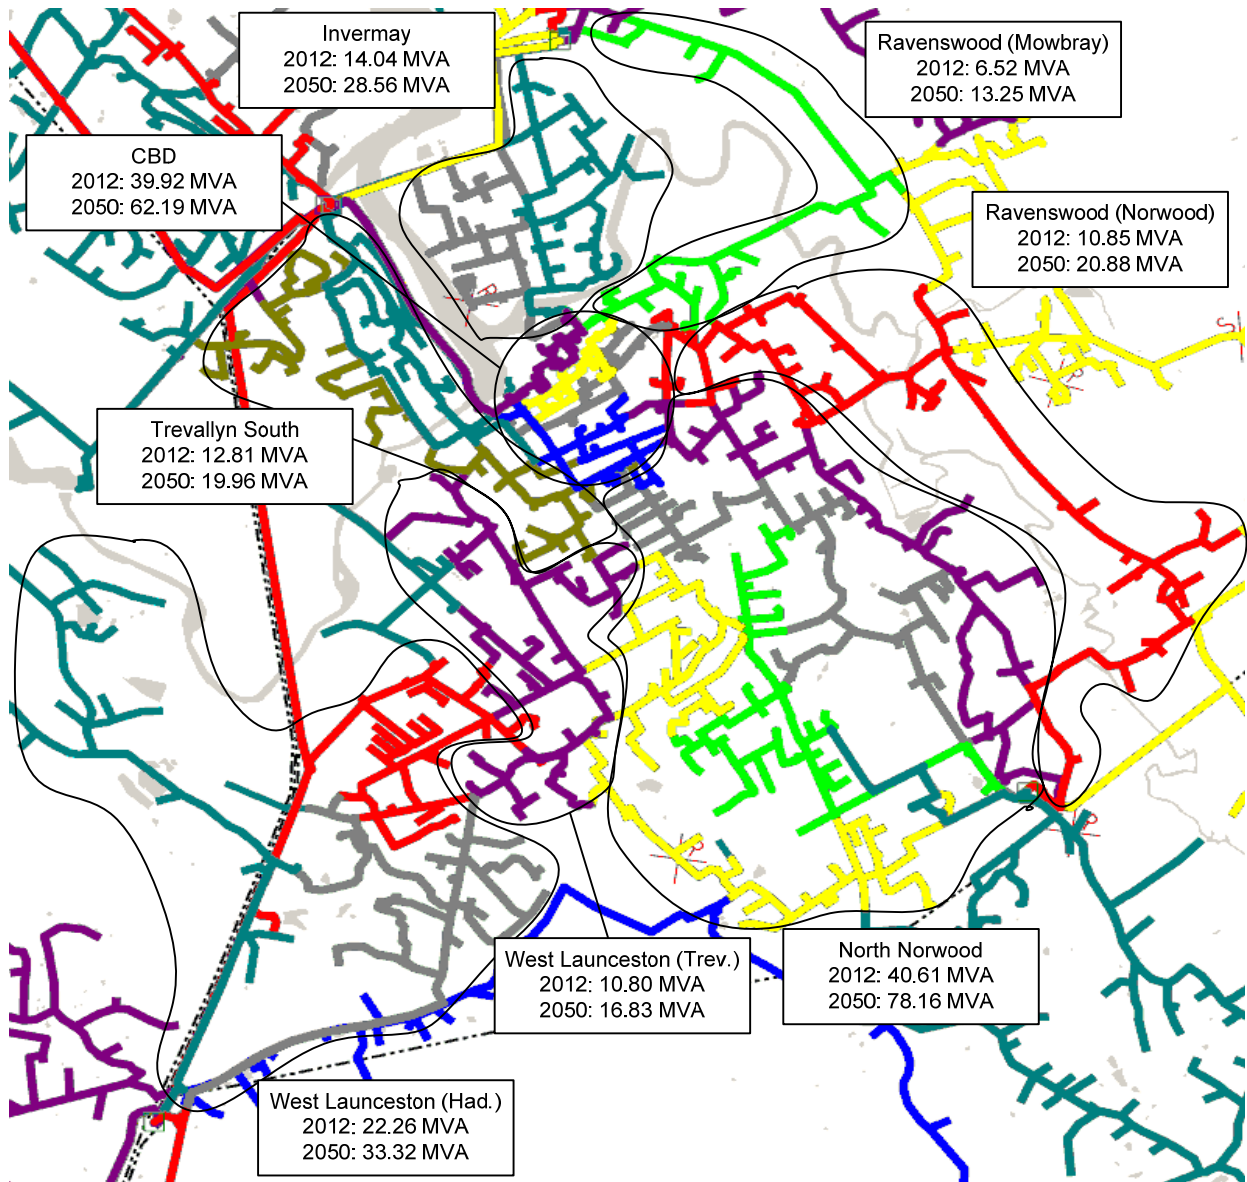 Invermay
2012: 14.04 MVA
2050: 28.56 MVA
Ravenswood (Mowbray)
2012: 6.52 MVA
2050: 13.25 MVA
CBD
2012: 39.92 MVA
2050: 62.19 MVA
Ravenswood (Norwood)
2012: 10.85 MVA
2050: 20.88 MVA
R
S
R
Trevallyn South
2012: 12.81 MVA
2050: 19.96 MVA
R
R
West Launceston (Trev.)
2012: 10.80 MVA
2050: 16.83 MVA
North Norwood
2012: 40.61 MVA
2050: 78.16 MVA
West Launceston (Had.)
2012: 22.26 MVA
2050: 33.32 MVA